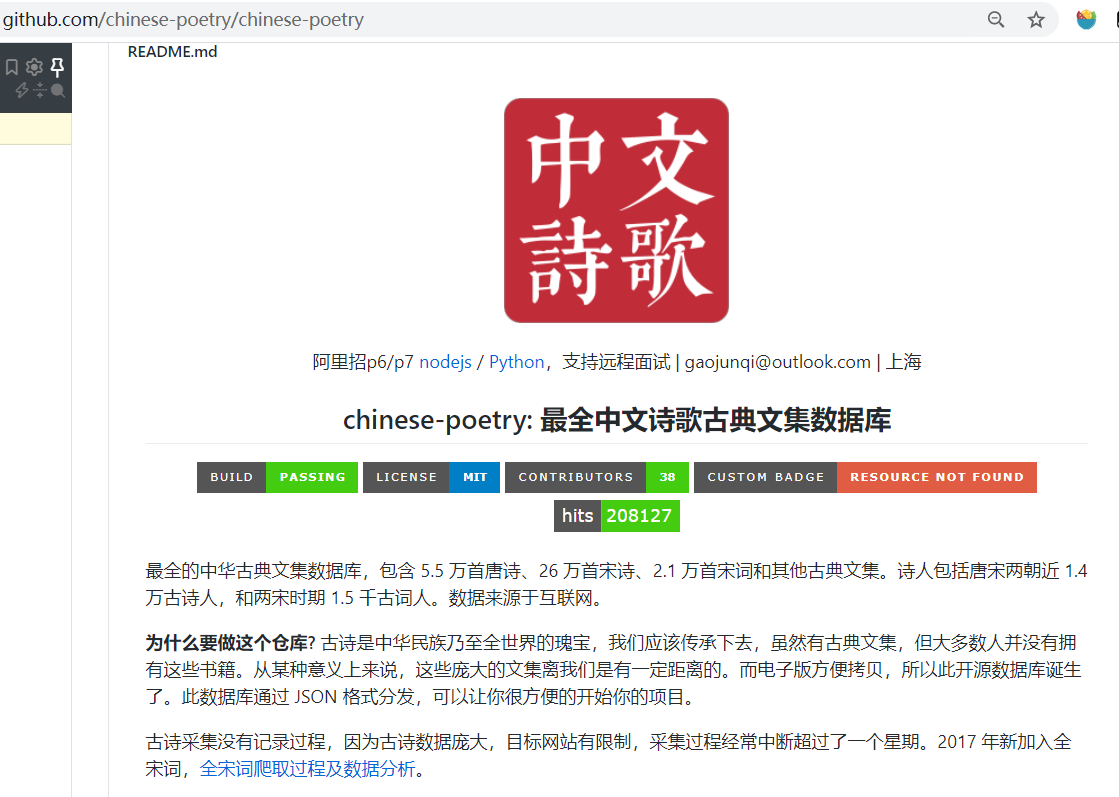 github.com/chinese-poetry/chinese-poetry
README.md
中文
詩歌
阿里招p6/p7 nodejs / Python，支持远程面试 | gaojunqi@outlook.com | 上海
chinese-poetry: 最全中文诗歌古典文集数据库
BUILD PASSING LICENSE MIT CONTRIBUTORS 38 CUSTOM BADGE RESOURCE NOT FOUND
hits 208127
最全的中华古典文集数据库，包含 5.5 万首唐诗、26 万首宋诗、2.1 万首宋词和其他古典文集。诗人包括唐宋两朝近 1.4
万古诗人，和两宋时期 1.5 千古词人。数据来源于互联网。
为什么要做这个仓库? 古诗是中华民族乃至全世界的瑰宝，我们应该传承下去，虽然有古典文集，但大多数人并没有拥
有这些书籍。从某种意义上来说，这些庞大的文集离我们是有一定距离的。而电子版方便拷贝，所以此开源数据库诞生
了。此数据库通过 JSON 格式分发，可以让你很方便的开始你的项目。
古诗采集没有记录过程，因为古诗数据庞大，目标网站有限制，采集过程经常中断超过了一个星期。2017 年新加入全
宋词，全宋词爬取过程及数据分析。